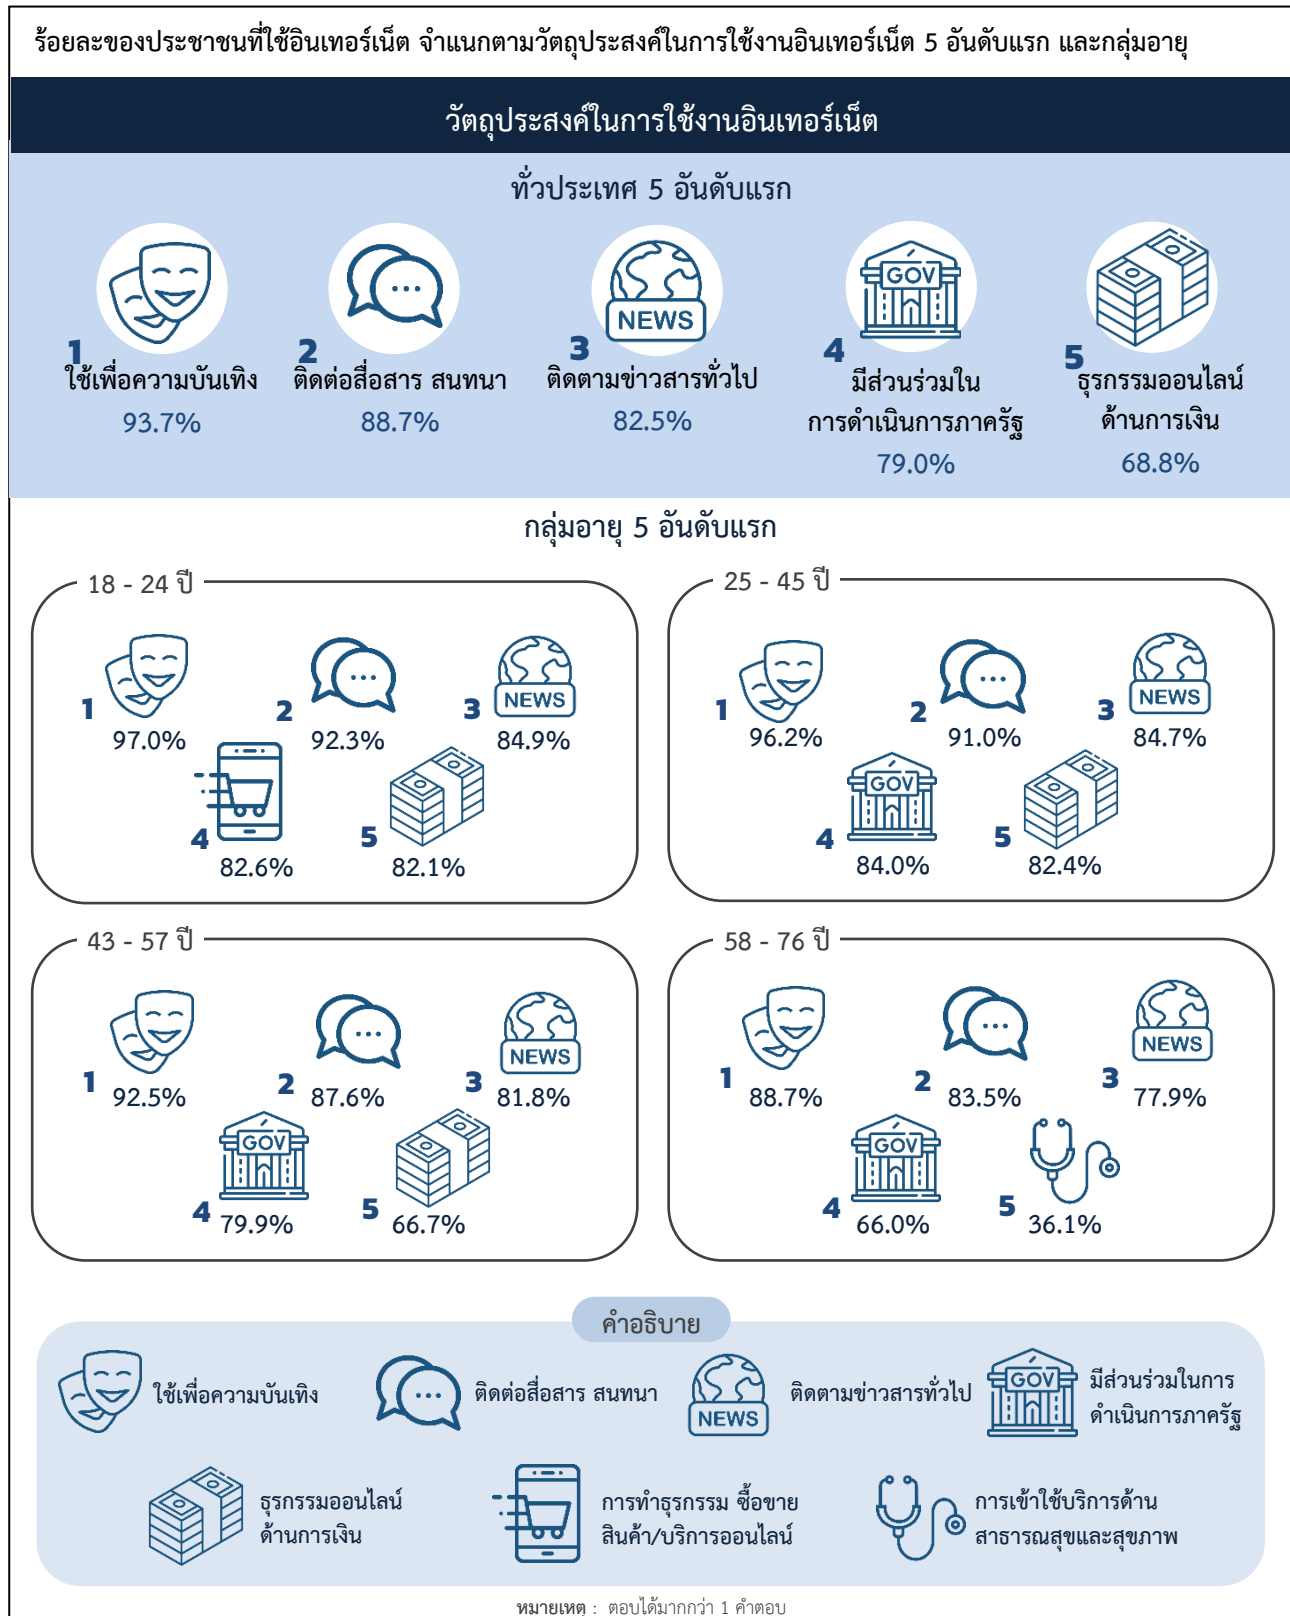 ร้อยละของประชาชนที่ใช้อินเทอร์เน็ต จำแนกตามวัตถุประสงค์ในการใช้งานอินเทอร์เน็ต 5 อันดับแรก และกลุ่มอายุ
วัตถุประสงค์ในการใช้งานอินเทอร์เน็ต
ทั่วประเทศ 5 อันดับแรก
1
ใช้เพื่อความบันเทิง
93.7%
2
ติดต่อสื่อสาร สนทนา
88.7%
NEWS
3
ติดตามข่าวสารทั่วไป
82.5%
GOV
4
มีส่วนร่วมใน
การดำเนินการภาครัฐ
79.0%
5
ธุรกรรมออนไลน์
ด้านการเงิน
68.8%
กลุ่มอายุ 5 อันดับแรก
18 - 24 ปี
1
97.0%
2
92.3%
NEWS
3
84.9%
4
82.6%
5
82.1%
25 - 45 ปี
1
96.2%
2
91.0%
NEWS
3
84.7%
GOV
4
84.0%
5
82.4%
43 - 57 ปี
1
92.5%
2
87.6%
NEWS
3
81.8%
GOV
4
79.9%
5
66.7%
58 - 76 ปี
1
88.7%
2
83.5%
NEWS
3
77.9%
GOV
4
66.0%
5
36.1%
คำอธิบาย
ใช้เพื่อความบันเทิง
ติดต่อสื่อสาร สนทนา
NEWS
ติดตามข่าวสารทั่วไป
GOV
มีส่วนร่วมในการ
ดำเนินการภาครัฐ
ธุรกรรมออนไลน์
ด้านการเงิน
การทำธุรกรรม ซื้อขาย
สินค้า/บริการออนไลน์
การเข้าใช้บริการด้าน
สาธารณสุขและสุขภาพ
หมายเหตุ : ตอบได้มากกว่า 1 คำตอบ